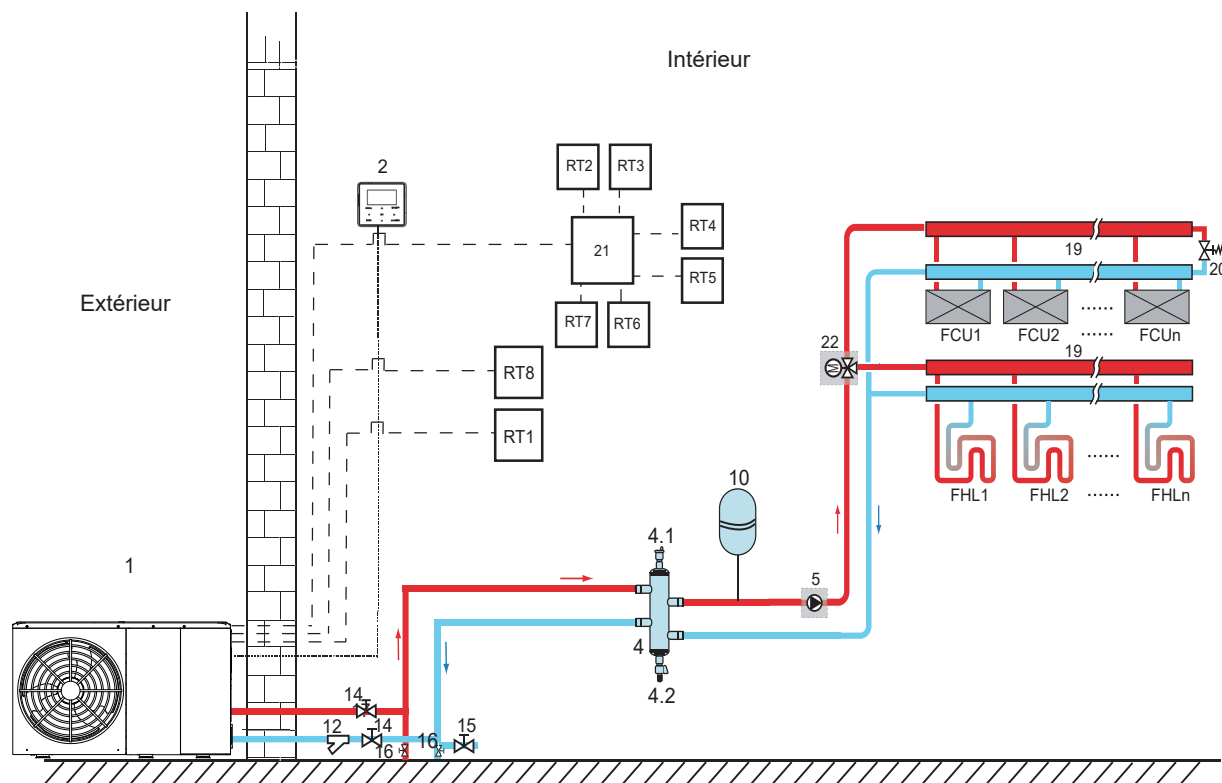 Intérieur
Extérieur
2
RT2
RT3
RT4
21
RT5
RT7
RT6
RT8
RT1
19
20
FCU1
FCU2
......
......
FCUn
22
19
......
FHL1
FHL2
......
FHLn
10
4.1
5
4
4.2
1
14
12
14
15
16
16